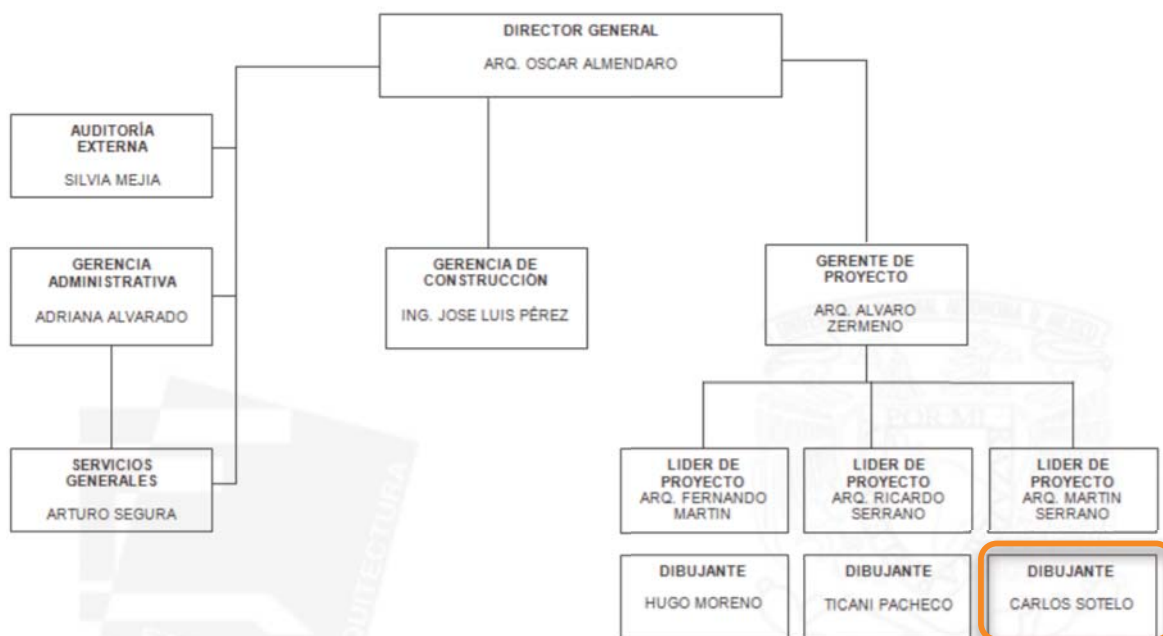 DIRECTOR GENERAL
ARQ. OSCAR ALMENDARO
AUDITORÍA
EXTERNA
SILVIA MEJIA
GERENCIA
ADMINISTRATIVA
ADRIANA ALVARADO
GERENCIA DE
CONSTRUCCIÓN
ING. JOSE LUIS PÉREZ
GERENTE DE
PROYECTO
ARQ. ALVARO
ZERMENO
SERVICIOS
GENERALES
ARTURO SEGURA
LIDER DE
PROYECTO
ARQ. FERNANDO
MARTIN
LIDER DE
PROYECTO
ARQ. RICARDO
SERRANO
LIDER DE
PROYECTO
ARQ. MARTIN
SERRANO
DIBUJANTE
HUGO MORENO
DIBUJANTE
TICANI PACHECO
DIBUJANTE
CARLOS SOTELO
POR MI